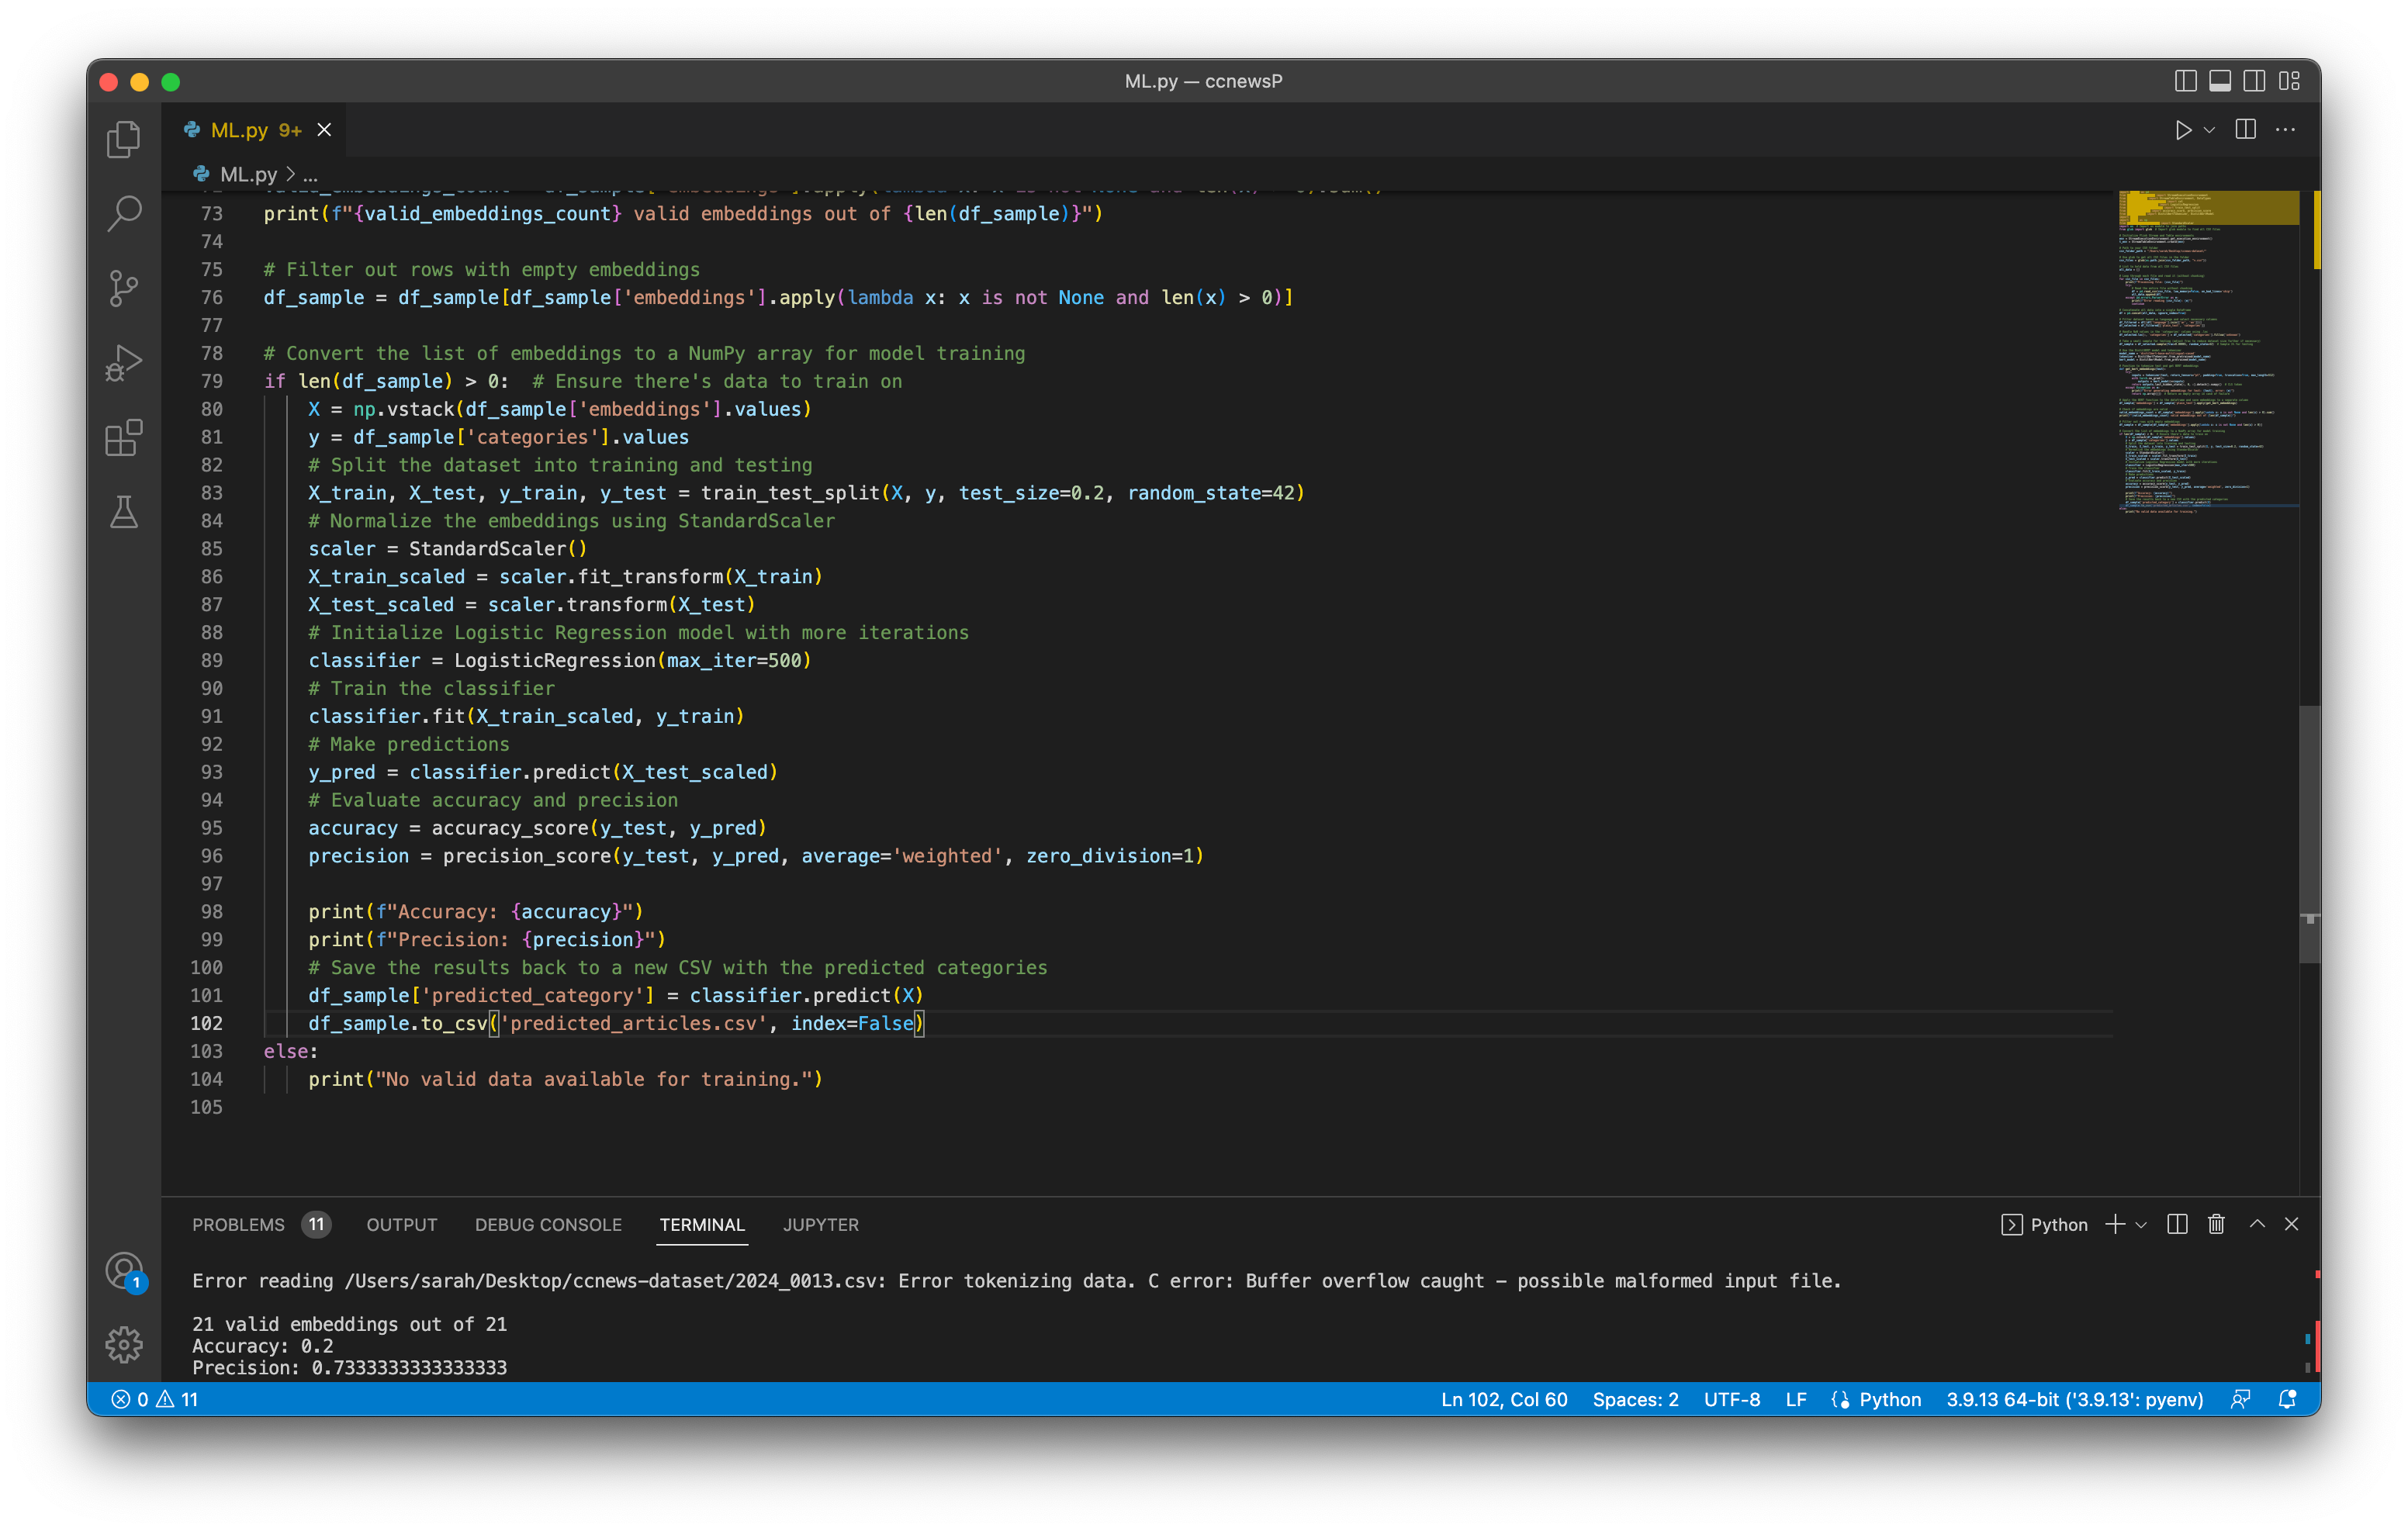 ML.py — ccnewsP
ML.py 9+
ML.py > ...
73 print(f"{valid_embeddings_count} valid embeddings out of {len(df_sample)}")
74
75 # Filter out rows with empty embeddings
76 df_sample = df_sample[df_sample['embeddings'].apply(lambda x: x is not None and len(x) > 0)]
77
78 # Convert the list of embeddings to a NumPy array for model training
79 if len(df_sample) > 0:  # Ensure there's data to train on
80     X = np.vstack(df_sample['embeddings'].values)
81     y = df_sample['categories'].values
82     # Split the dataset into training and testing
83     X_train, X_test, y_train, y_test = train_test_split(X, y, test_size=0.2, random_state=42)
84     # Normalize the embeddings using StandardScaler
85     scaler = StandardScaler()
86     X_train_scaled = scaler.fit_transform(X_train)
87     X_test_scaled = scaler.transform(X_test)
88     # Initialize Logistic Regression model with more iterations
89     classifier = LogisticRegression(max_iter=500)
90     # Train the classifier
91     classifier.fit(X_train_scaled, y_train)
92     # Make predictions
93     y_pred = classifier.predict(X_test_scaled)
94     # Evaluate accuracy and precision
95     accuracy = accuracy_score(y_test, y_pred)
96     precision = precision_score(y_test, y_pred, average='weighted', zero_division=1)
97
98     print(f"Accuracy: {accuracy}")
99     print(f"Precision: {precision}")
100     # Save the results back to a new CSV with the predicted categories
101     df_sample['predicted_category'] = classifier.predict(X)
102     df_sample.to_csv('predicted_articles.csv', index=False)
103 else:
104     print("No valid data available for training.")
105
PROBLEMS 11 OUTPUT DEBUG CONSOLE TERMINAL JUPYTER Python
Error reading /Users/sarah/Desktop/ccnews-dataset/2024_0013.csv: Error tokenizing data. C error: Buffer overflow caught - possible malformed input file.
21 valid embeddings out of 21
Accuracy: 0.2
Precision: 0.7333333333333333
1
0 11 Ln 102, Col 60 Spaces: 2 UTF-8 LF Python 3.9.13 64-bit ('3.9.13': pyenv)